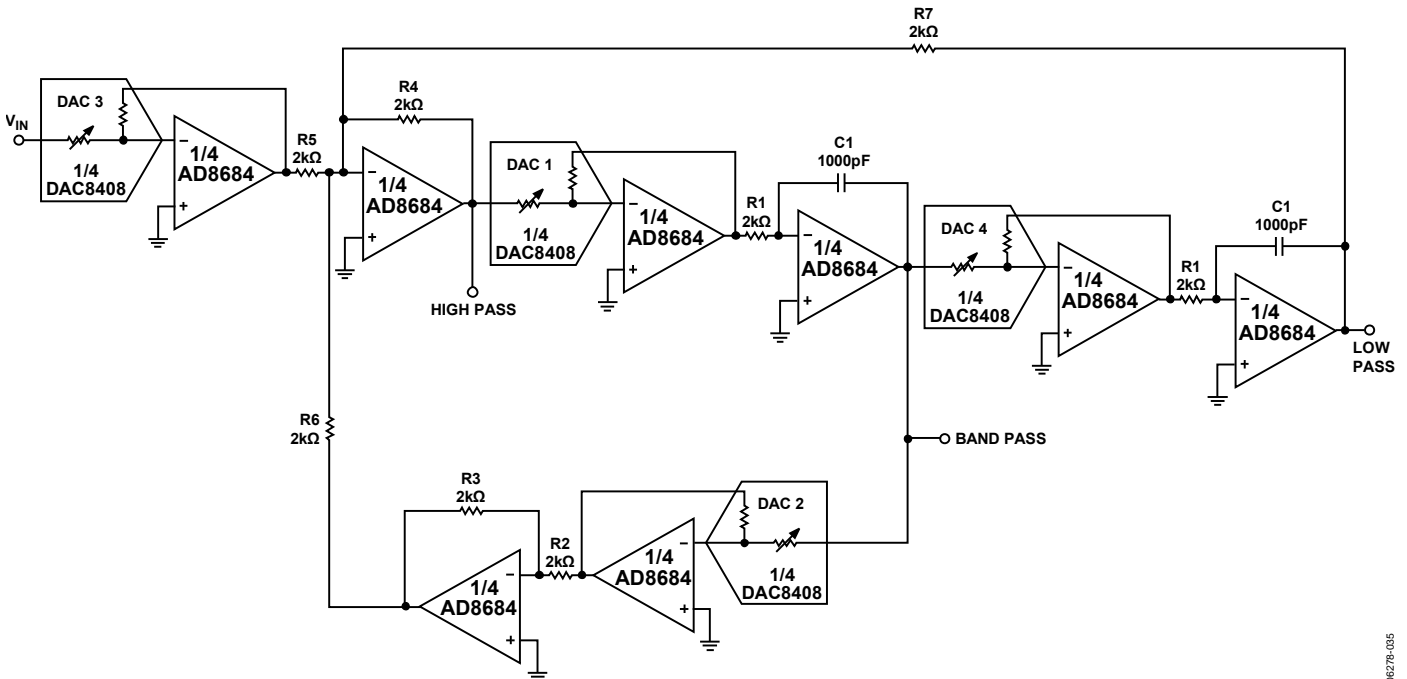 R7
2kΩ
V_IN
DAC 3
1/4
DAC8408
−
+
1/4
AD8684
R5
2kΩ
R4
2kΩ
−
+
1/4
AD8684
HIGH PASS
DAC 1
1/4
DAC8408
−
+
1/4
AD8684
R1
2kΩ
C1
1000pF
−
+
1/4
AD8684
DAC 4
1/4
DAC8408
−
+
1/4
AD8684
R1
2kΩ
C1
1000pF
−
+
1/4
AD8684
LOW
PASS
R6
2kΩ
BAND PASS
R3
2kΩ
−
+
1/4
AD8684
R2
2kΩ
−
+
1/4
AD8684
DAC 2
1/4
DAC8408
06278-035